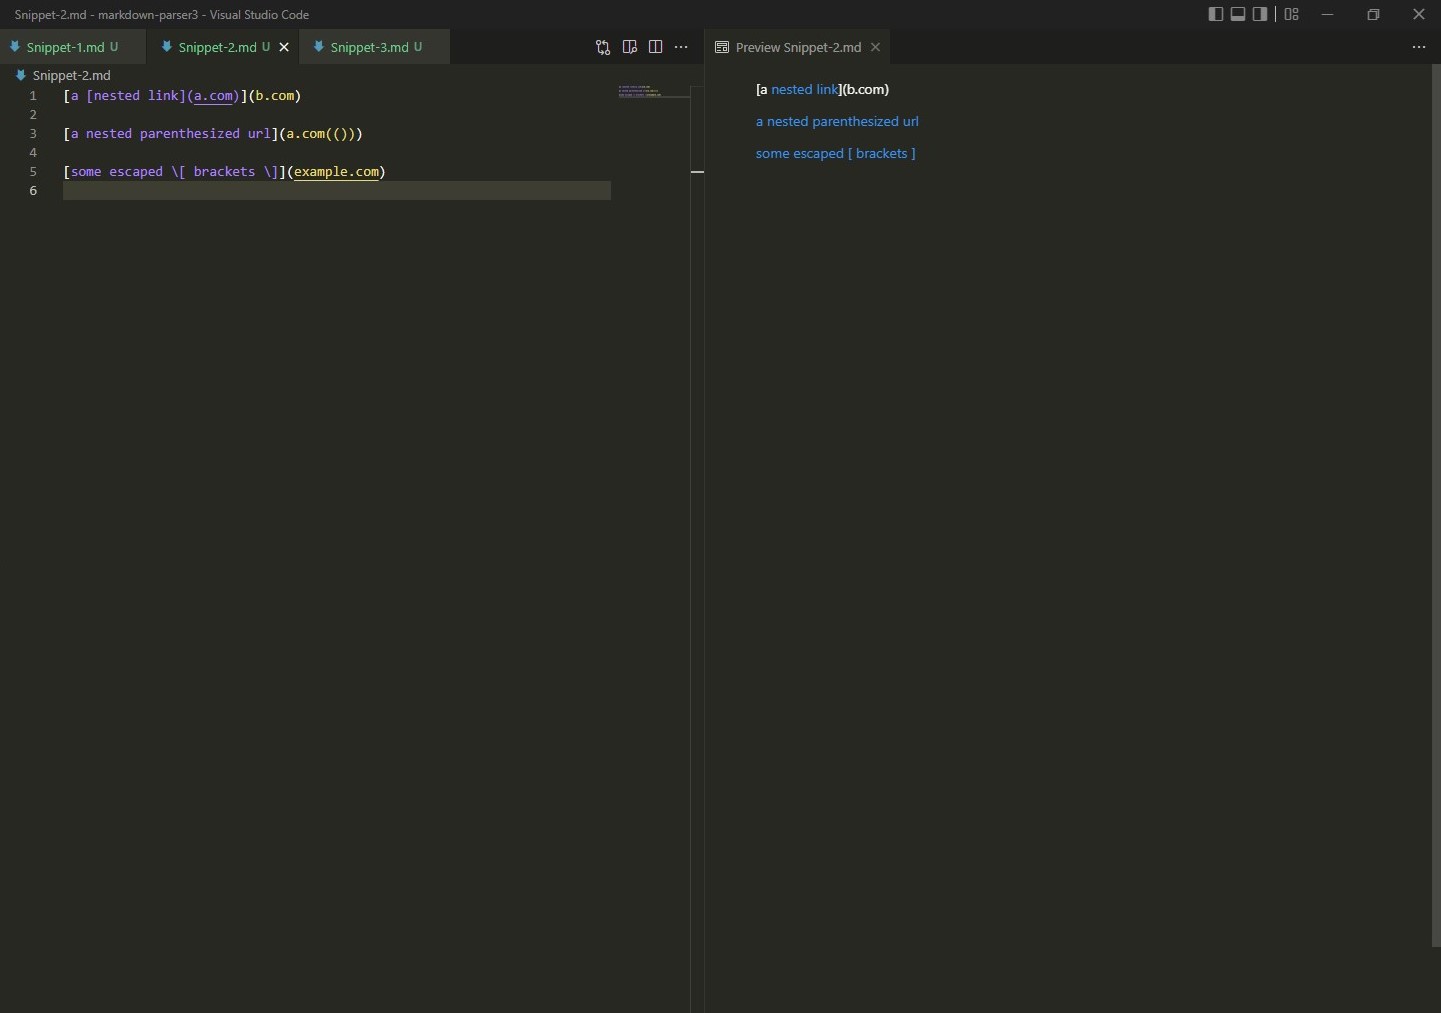 Snippet-2.md - markdown-parser3 - Visual Studio Code
Snippet-1.md U
Snippet-2.md U
Snippet-3.md U
Preview Snippet-2.md
Snippet-2.md
1 [a [nested link](a.com)](b.com)
2
3 [a nested parenthesized url](a.com(()))
4
5 [some escaped \[ brackets \]](example.com)
6
[a nested link](b.com)
a nested parenthesized url
some escaped [ brackets ]